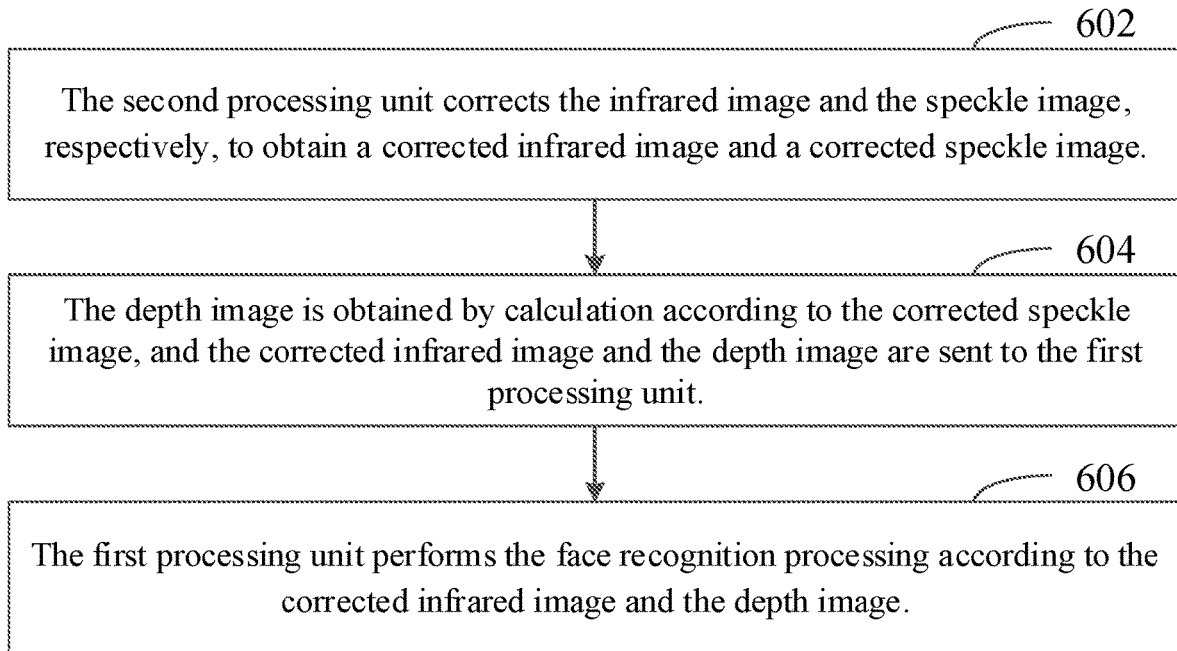 602
The second processing unit corrects the infrared image and the speckle image,
respectively, to obtain a corrected infrared image and a corrected speckle image.
604
The depth image is obtained by calculation according to the corrected speckle
image, and the corrected infrared image and the depth image are sent to the first
processing unit.
606
The first processing unit performs the face recognition processing according to the
corrected infrared image and the depth image.